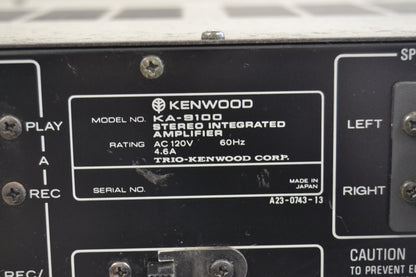 KENWOOD
MODEL NO. KA-9100
STEREO INTEGRATED
AMPLIFIER
RATING AC 120V 60Hz
4.6A
TRIO-KENWOOD CORP.
SERIAL NO. MADE IN
JAPAN
A23-0743-13
PLAY
A
REC
REC/
SP
LEFT
RIGHT
CAUTION
TO PREVENT E